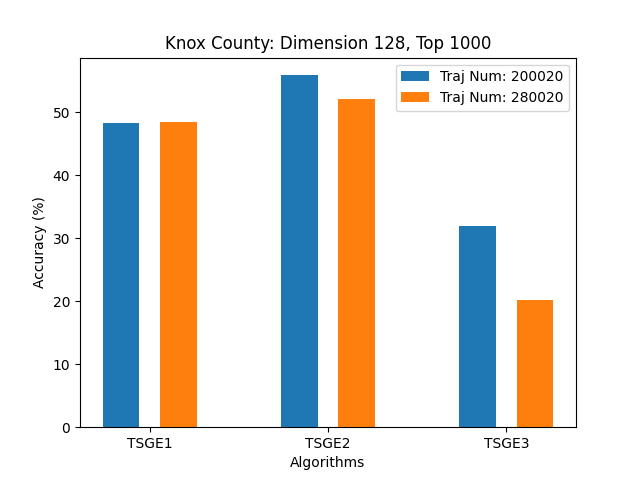 Knox County: Dimension 128, Top 1000
Traj Num: 200020
Traj Num: 280020
Accuracy (%)
50
40
30
20
10
0
TSGE1 TSGE2 TSGE3
Algorithms